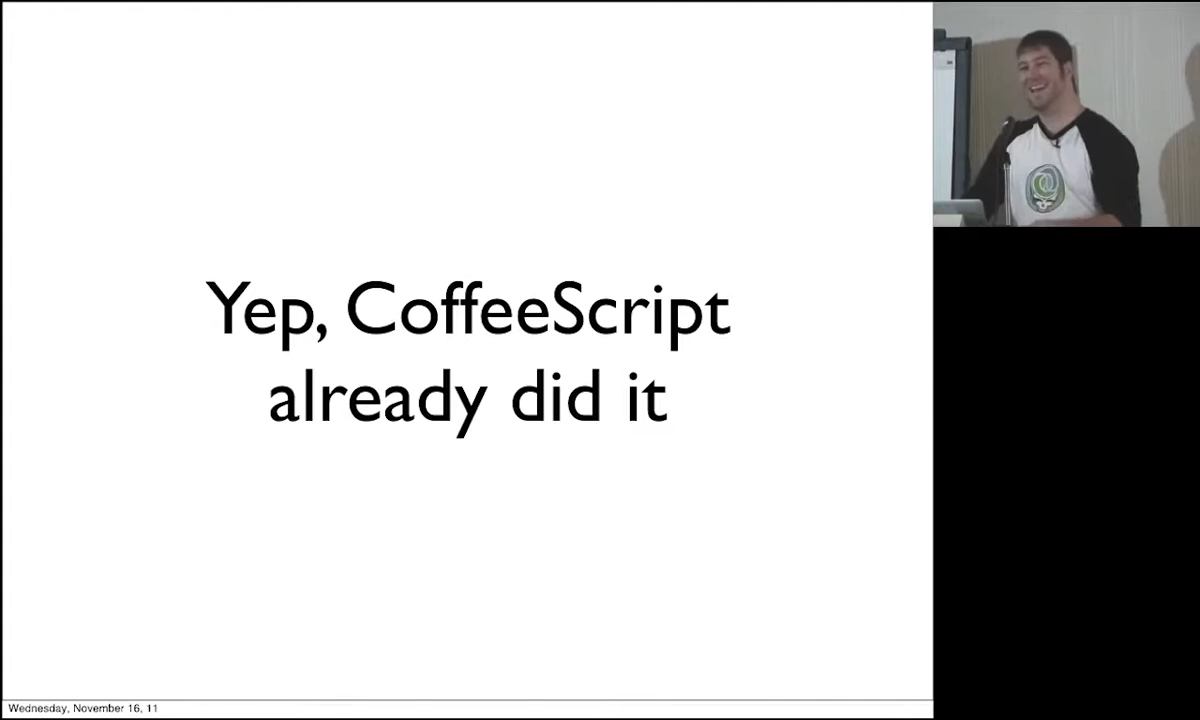 Yep, CoffeeScript
already did it
Wednesday, November 16, 11